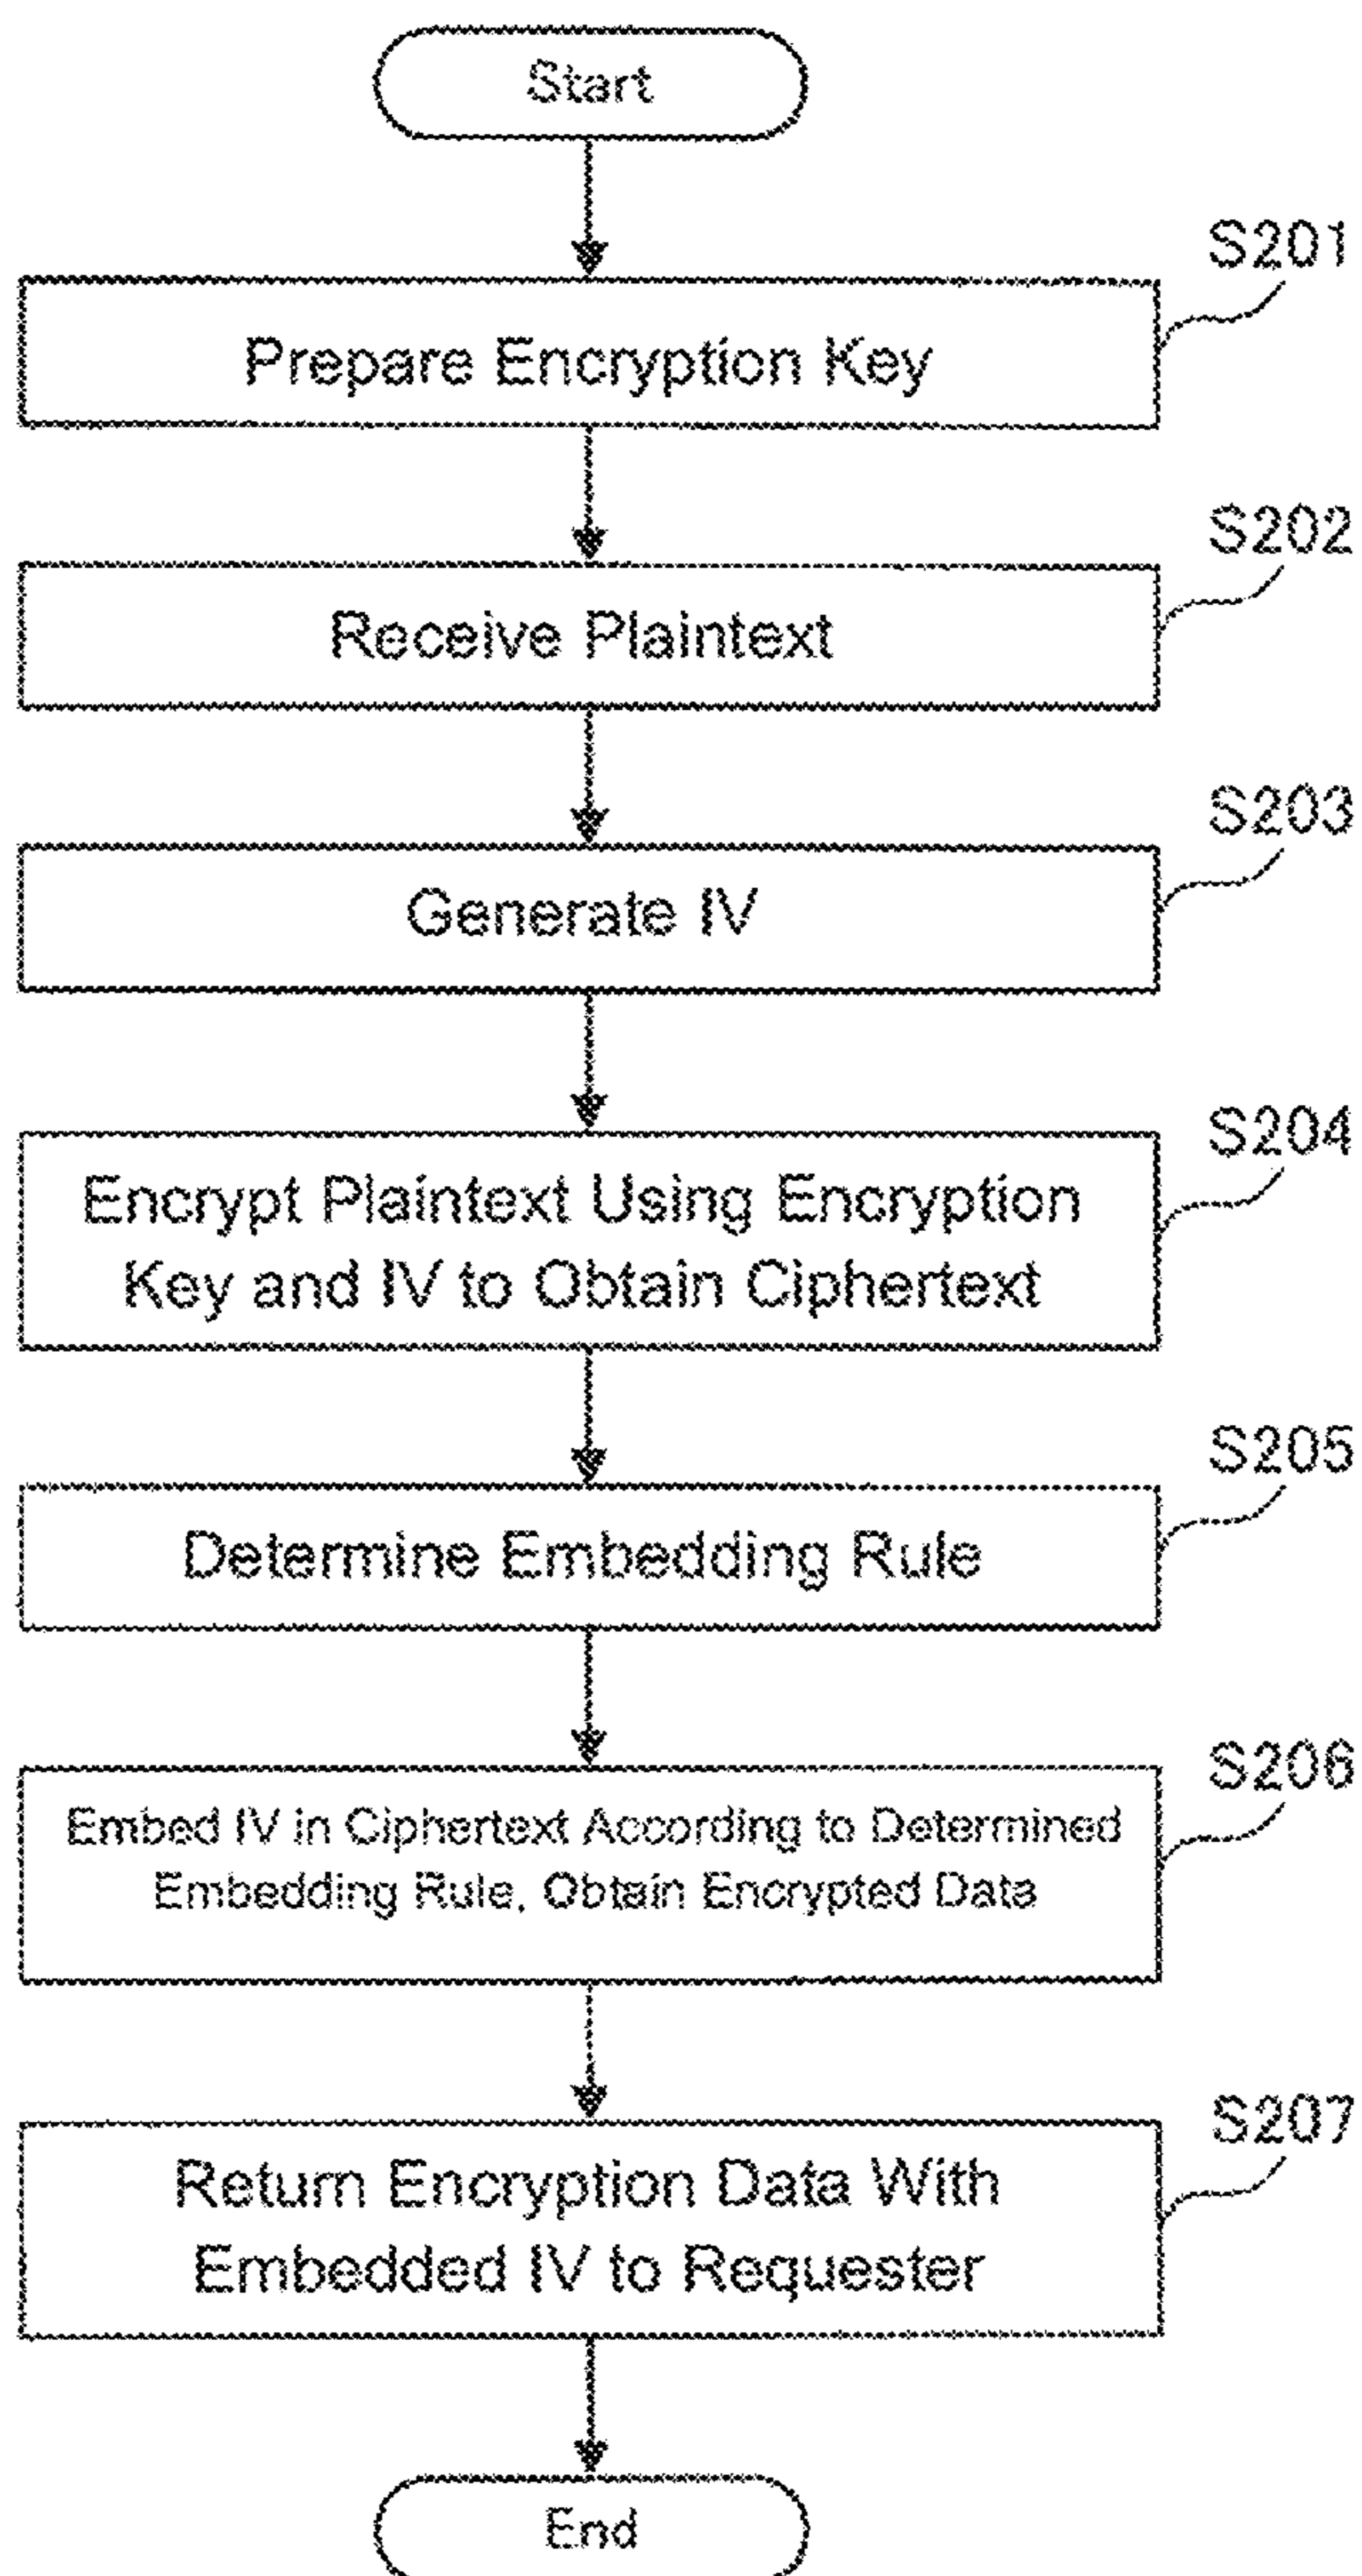 Start
S201
Prepare Encryption Key
S202
Receive Plaintext
S203
Generate IV
S204
Encrypt Plaintext Using Encryption
Key and IV to Obtain Ciphertext
S205
Determine Embedding Rule
S206
Embed IV in Ciphertext According to Determined
Embedding Rule, Obtain Encrypted Data
S207
Return Encryption Data With
Embedded IV to Requester
End